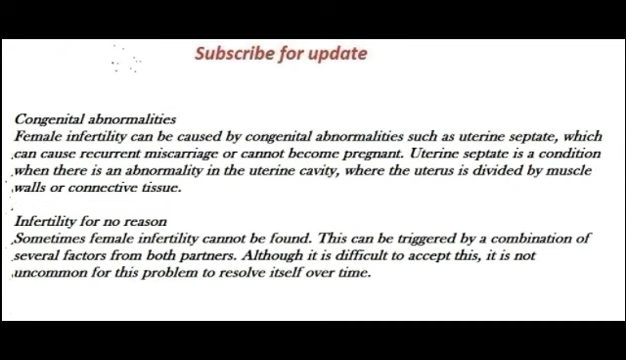 Subscribe for update
Congenital abnormalities
Female infertility can be caused by congenital abnormalities such as uterine septate, which
can cause recurrent miscarriage or cannot become pregnant. Uterine septate is a condition
when there is an abnormality in the uterine cavity, where the uterus is divided by muscle
walls or connective tissue.
Infertility for no reason
Sometimes female infertility cannot be found. This can be triggered by a combination of
several factors from both partners. Although it is difficult to accept this, it is not
uncommon for this problem to resolve itself over time.